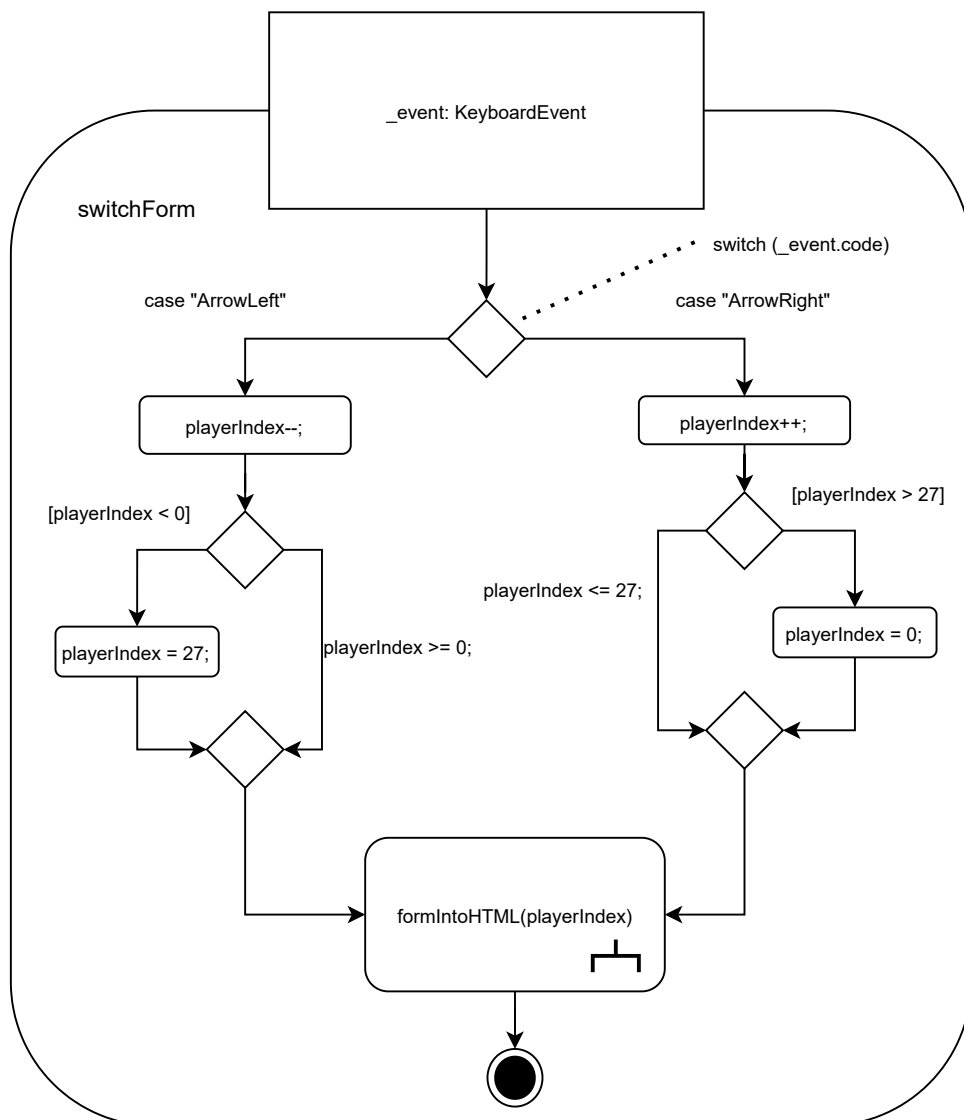 _event: KeyboardEvent
switchForm
switch (_event.code)
case "ArrowLeft"
case "ArrowRight"
playerIndex--;
playerIndex++;
[playerIndex < 0]
[playerIndex > 27]
playerIndex <= 27;
playerIndex = 27;
playerIndex >= 0;
playerIndex = 0;
formIntoHTML(playerIndex)